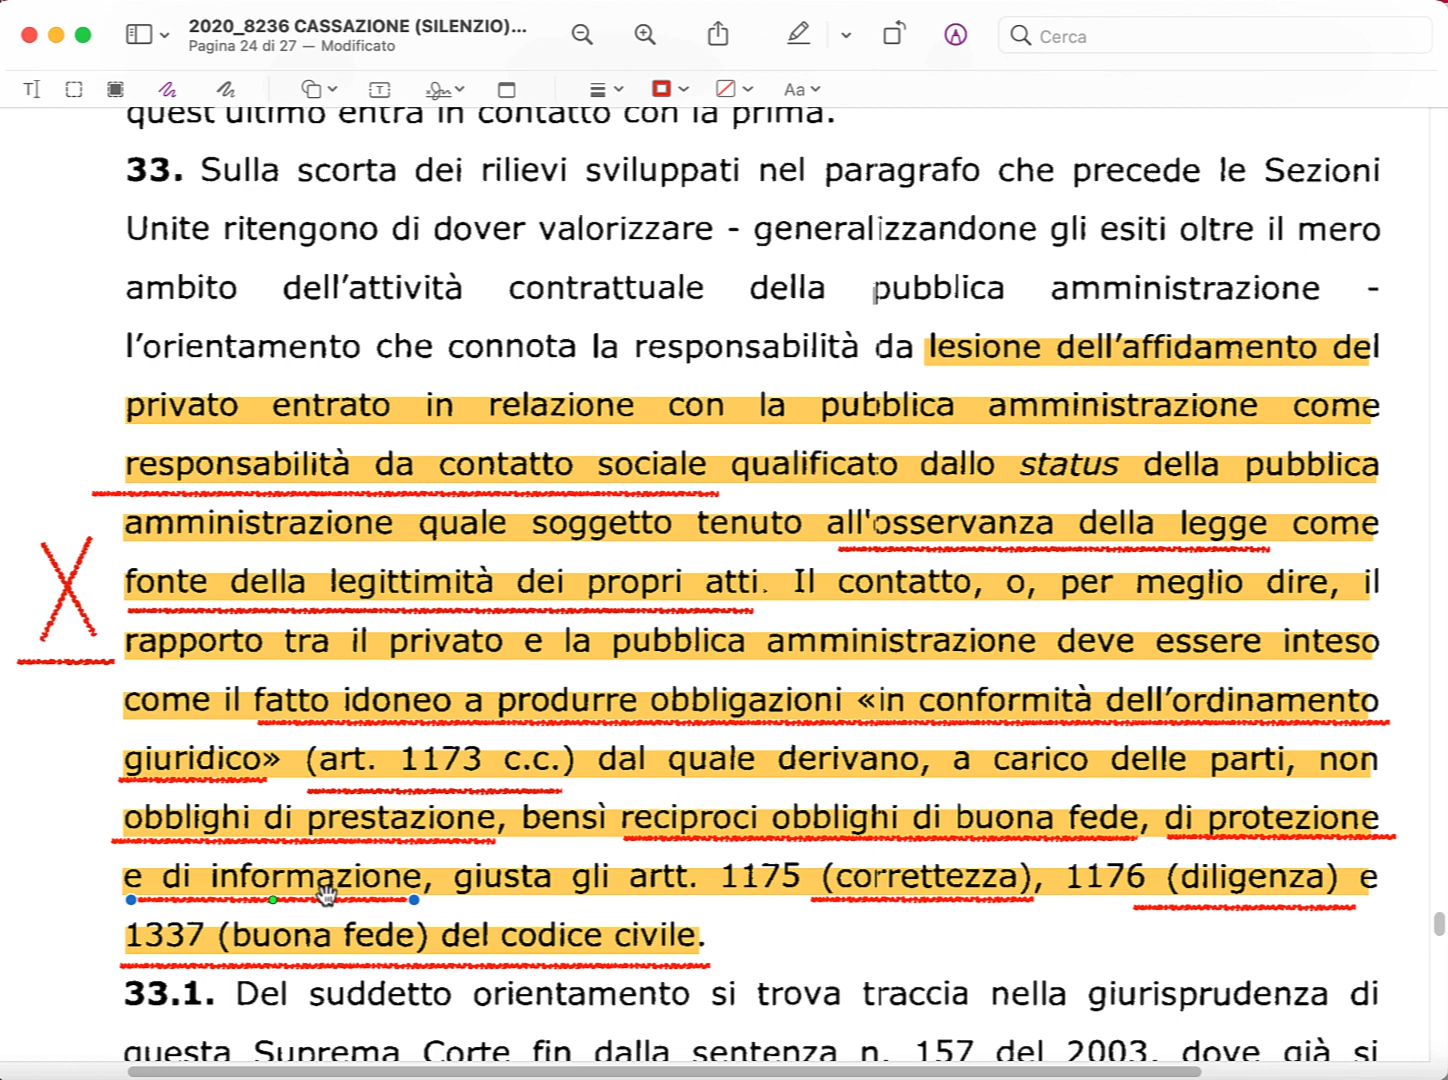 2020_8236 CASSAZIONE (SILENZIO)...
Pagina 24 di 27 — Modificato
Cerca
Aa
quest'ultimo entra in contatto con la prima.
33. Sulla scorta dei rilievi sviluppati nel paragrafo che precede le Sezioni
Unite ritengono di dover valorizzare - generalizzandone gli esiti oltre il mero
ambito dell'attività contrattuale della pubblica amministrazione -
l'orientamento che connota la responsabilità da lesione dell'affidamento del
privato entrato in relazione con la pubblica amministrazione come
responsabilità da contatto sociale qualificato dallo status della pubblica
amministrazione quale soggetto tenuto all'osservanza della legge come
fonte della legittimità dei propri atti. Il contatto, o, per meglio dire, il
rapporto tra il privato e la pubblica amministrazione deve essere inteso
come il fatto idoneo a produrre obbligazioni «in conformità dell'ordinamento
giuridico» (art. 1173 c.c.) dal quale derivano, a carico delle parti, non
obblighi di prestazione, bensì reciproci obblighi di buona fede, di protezione
e di informazione, giusta gli artt. 1175 (correttezza), 1176 (diligenza) e
1337 (buona fede) del codice civile.
33.1. Del suddetto orientamento si trova traccia nella giurisprudenza di
questa Suprema Corte fin dalla sentenza n. 157 del 2003, dove già si